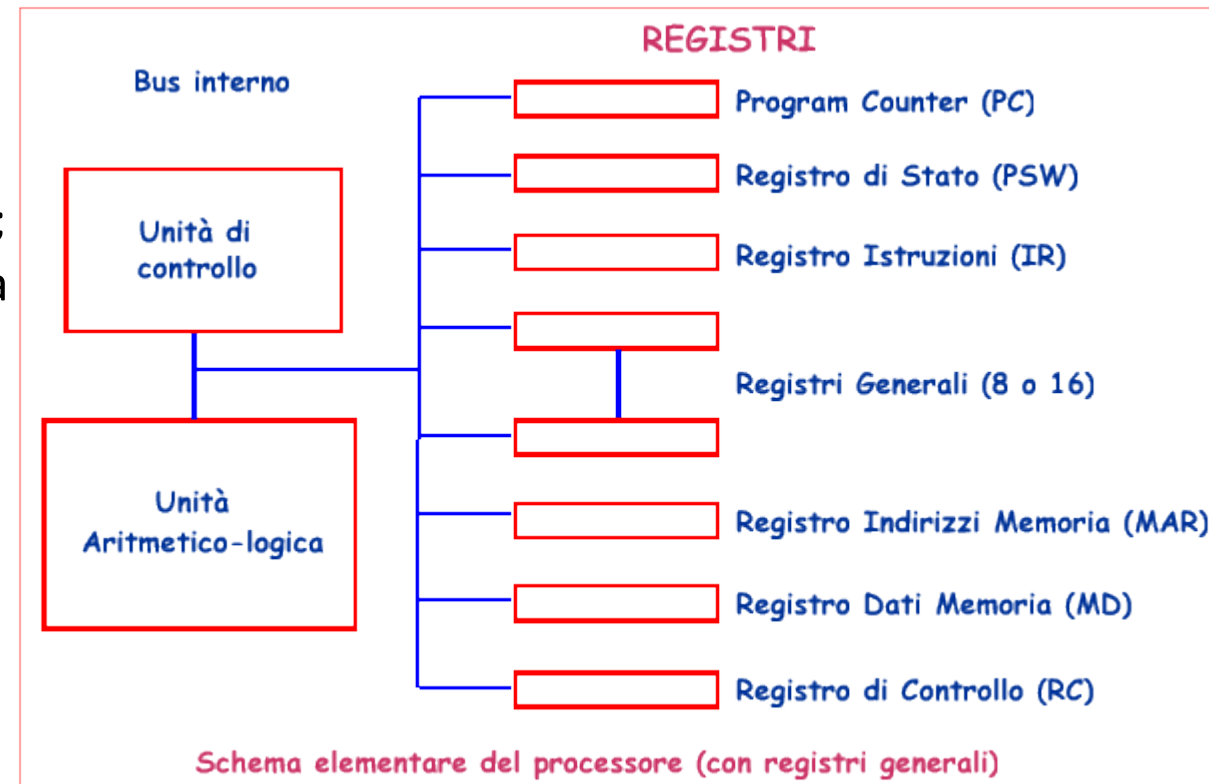 REGISTRI
Bus interno
Program Counter (PC)
Registro di Stato (PSW)
Unità di
controllo
Registro Istruzioni (IR)
Registri Generali (8 o 16)
Unità
Aritmetico-logica
Registro Indirizzi Memoria (MAR)
Registro Dati Memoria (MD)
Registro di Controllo (RC)
Schema elementare del processore (con registri generali)